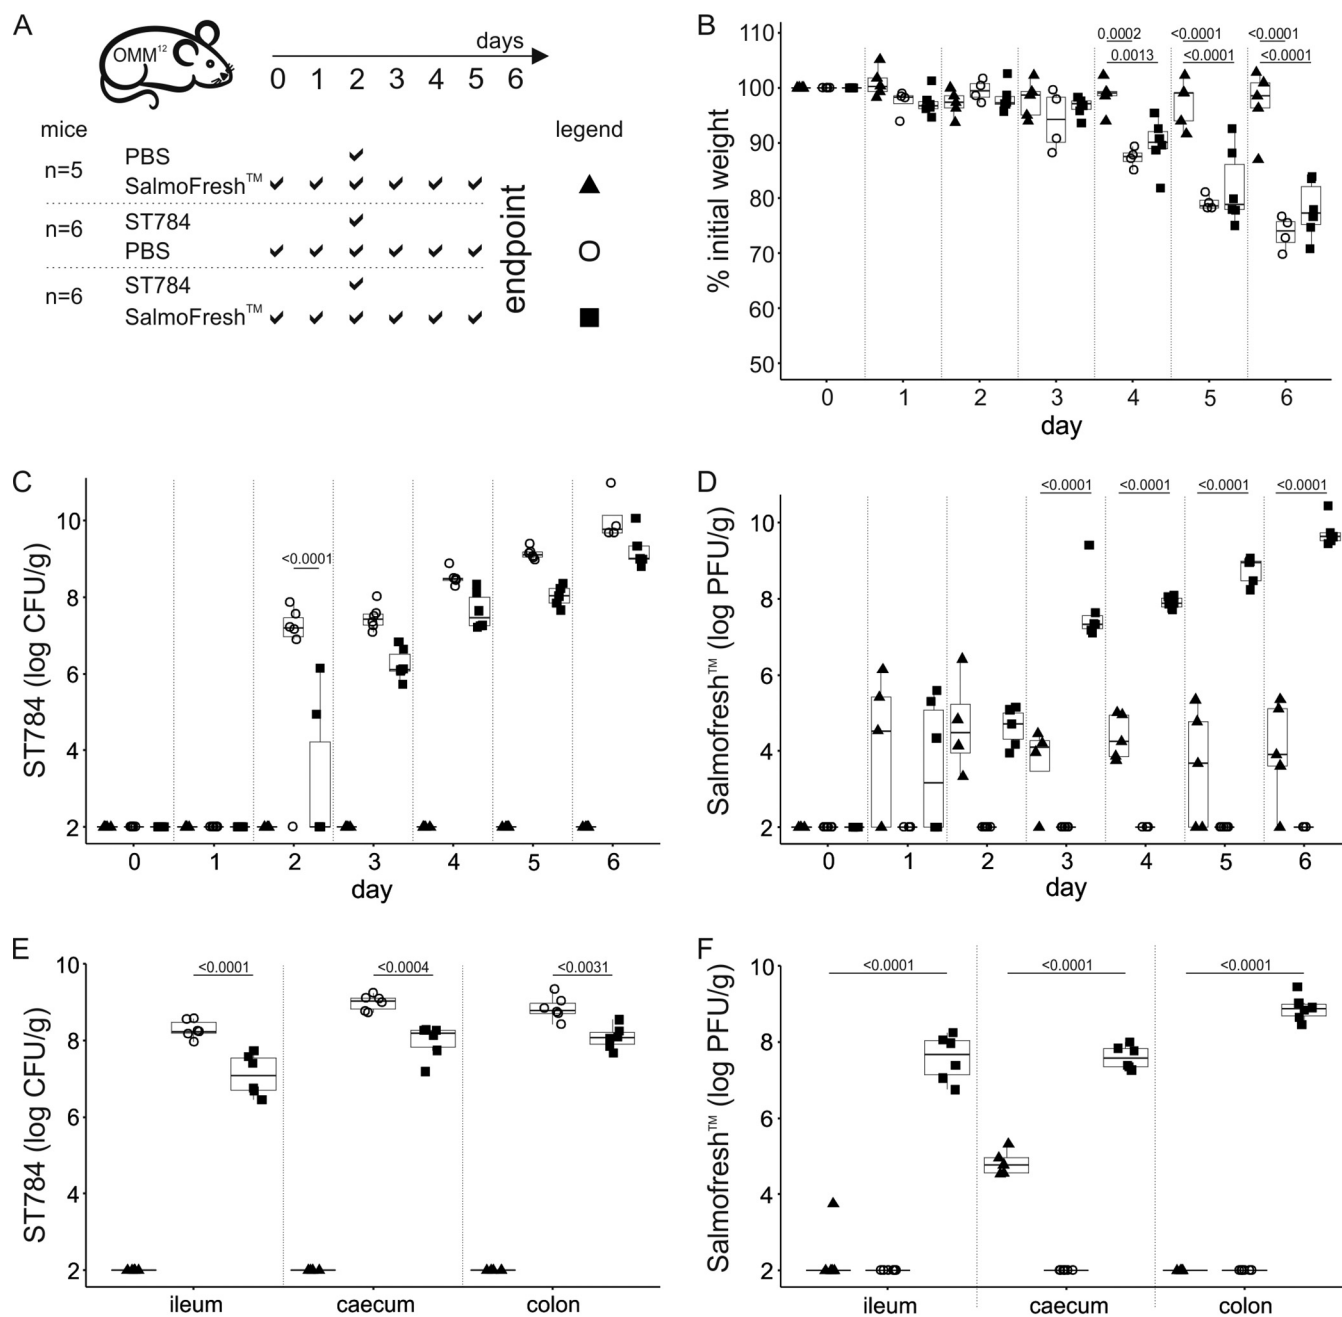 A
OMM12
days
0 1 2 3 4 5 6
mice
legend
n=5
PBS
SalmoFresh™
n=6
ST784
PBS
n=6
ST784
SalmoFresh™
endpoint
B
% initial weight
110
100
90
80
70
60
50
0.0002
0.0013
<0.0001
<0.0001
<0.0001
<0.0001
0 1 2 3 4 5 6
day
C
ST784 (log CFU/g)
10
8
6
4
2
<0.0001
0 1 2 3 4 5 6
day
D
Salmofresh™ (log PFU/g)
10
8
6
4
2
<0.0001 <0.0001 <0.0001 <0.0001
0 1 2 3 4 5 6
day
E
ST784 (log CFU/g)
10
8
6
4
2
<0.0001 <0.0004 <0.0031
ileum caecum colon
F
Salmofresh™ (log PFU/g)
10
8
6
4
2
<0.0001 <0.0001 <0.0001
ileum caecum colon